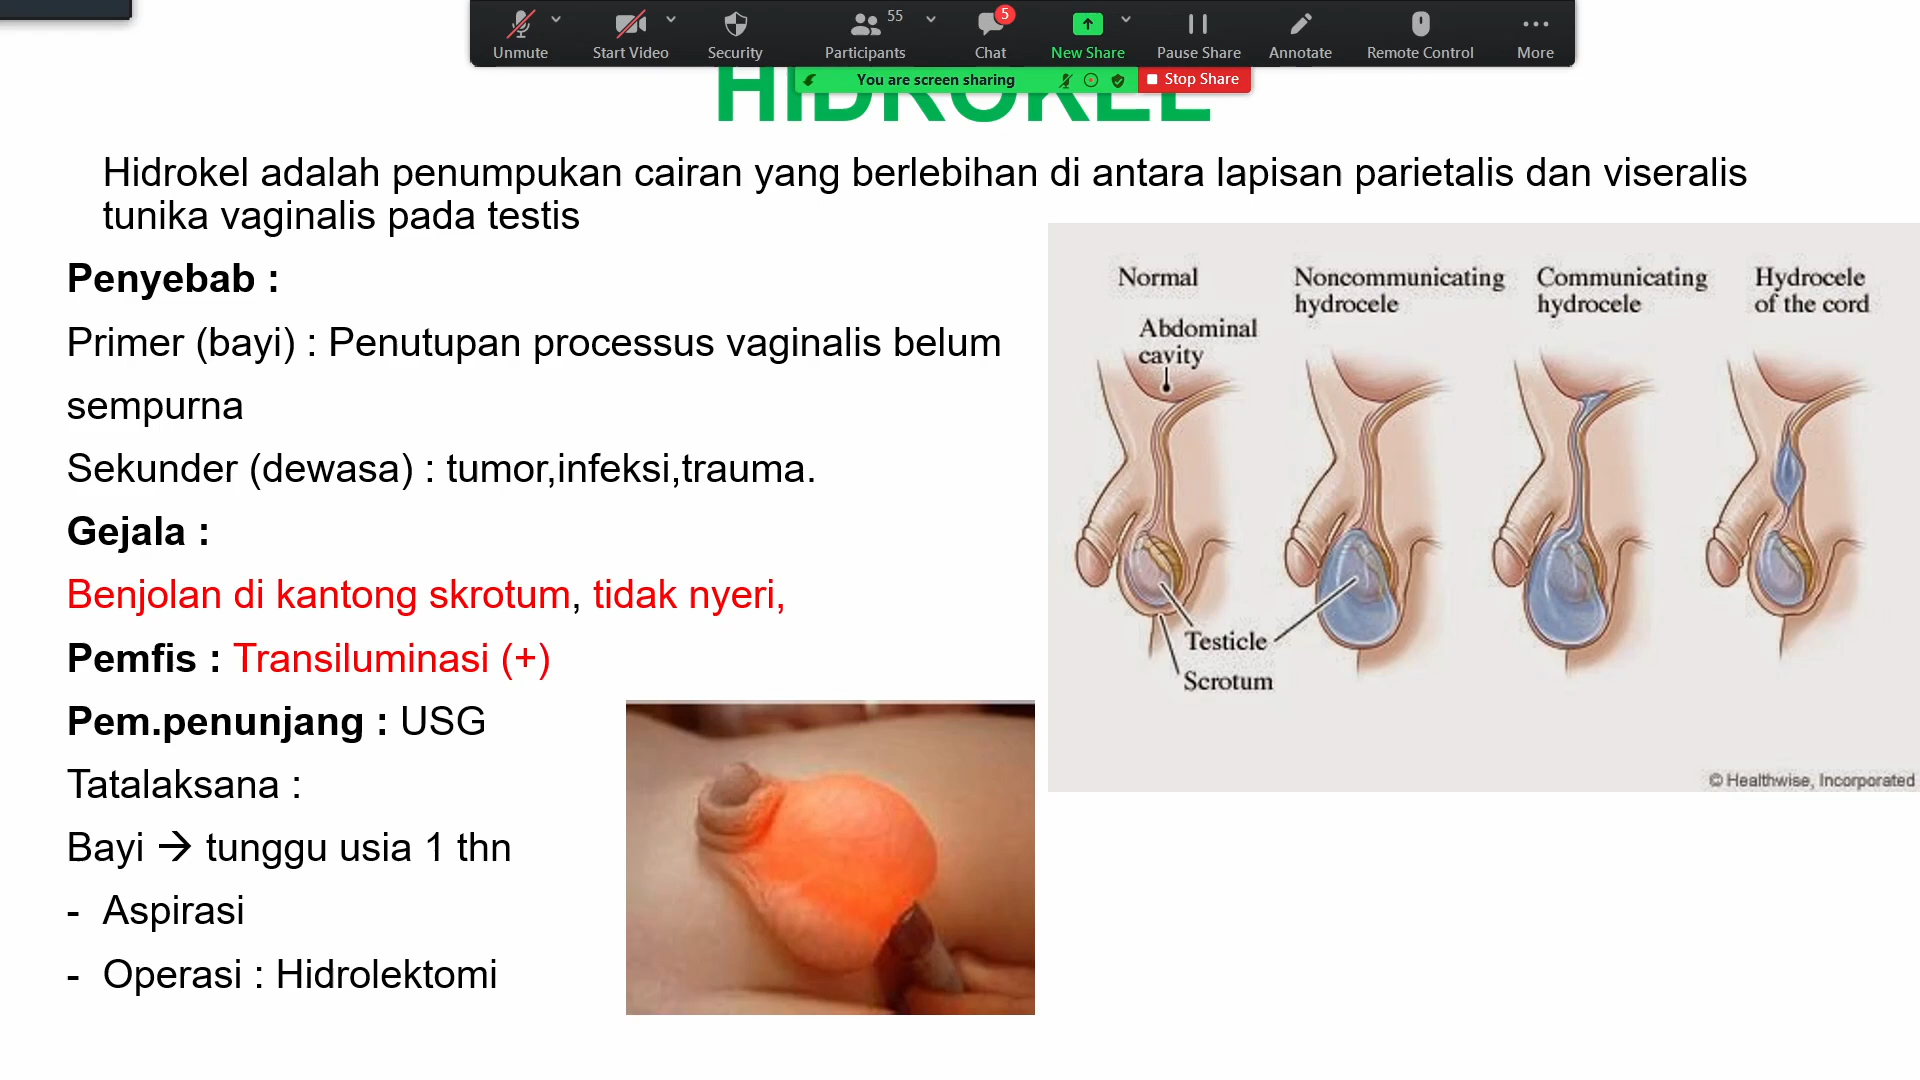 Unmute
Start Video
Security
Participants
55
Chat
5
New Share
Pause Share
Annotate
Remote Control
More
You are screen sharing
Stop Share
HIDROKEL
Hidrokel adalah penumpukan cairan yang berlebihan di antara lapisan parietalis dan viseralis
tunika vaginalis pada testis
Penyebab :
Primer (bayi) : Penutupan processus vaginalis belum
sempurna
Sekunder (dewasa) : tumor,infeksi,trauma.
Gejala :
Benjolan di kantong skrotum, tidak nyeri,
Pemfis : Transiluminasi (+)
Pem.penunjang : USG
Tatalaksana :
Bayi → tunggu usia 1 thn
- Aspirasi
- Operasi : Hidrolektomi
Normal
Noncommunicating
hydrocele
Communicating
hydrocele
Hydrocele
of the cord
Abdominal
cavity
Testicle
Scrotum
© Healthwise, Incorporated